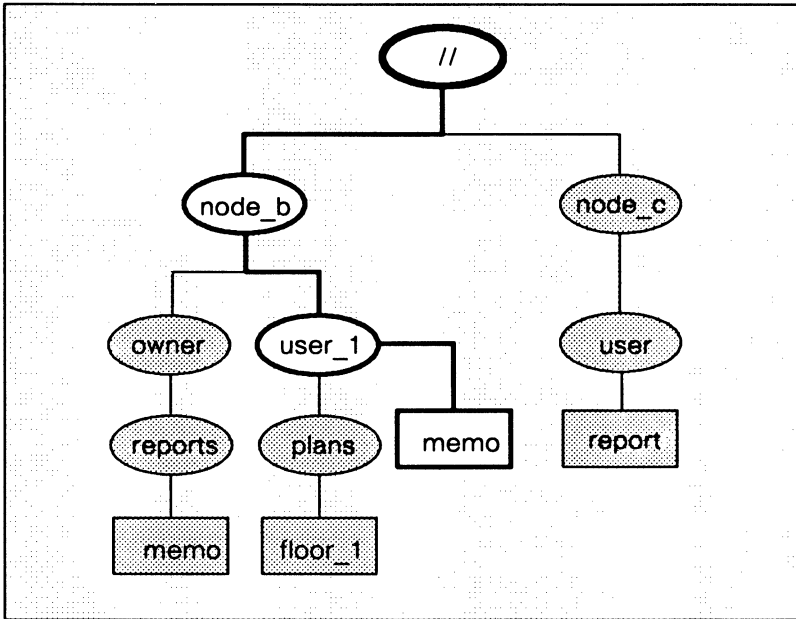 //
node_b
node_c
owner
user_1
user
reports
plans
memo
report
memo
floor_1